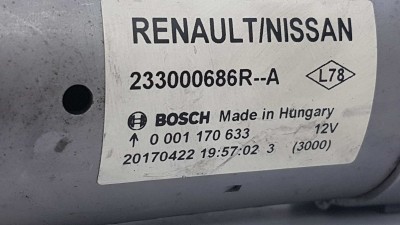 RENAULT/NISSAN
233000686R--A L78
BOSCH Made in Hungary
↑ 0 001 170 633 12V
20170422 19:57:02 3 (3000)